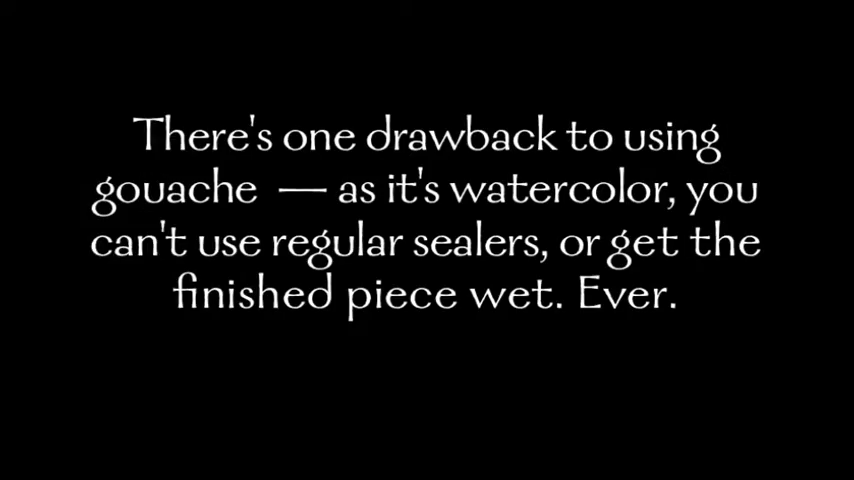 There's one drawback to using
gouache — as it's watercolor, you
can't use regular sealers, or get the
finished piece wet. Ever.